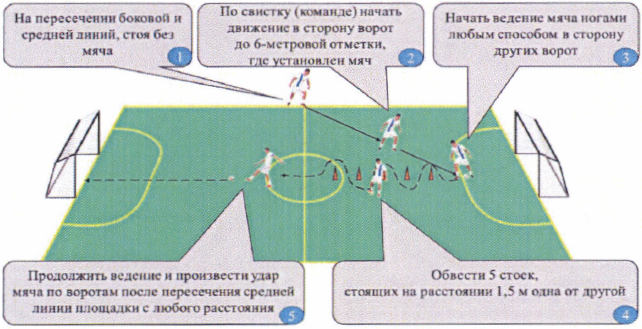 На пересечении боковой и
средней линий, стоя без
мяча
1
По свистку (команде) начать
движение в сторону ворот
до 6-метровой отметки,
где установлен мяч
2
Начать ведение мяча ногами
любым способом в сторону
других ворот
3
Обвести 5 стоек,
стоящих на расстоянии 1,5 м одна от другой
4
Продолжить ведение и произвести удар
мяча по воротам после пересечения средней
линии площадки с любого расстояния
5